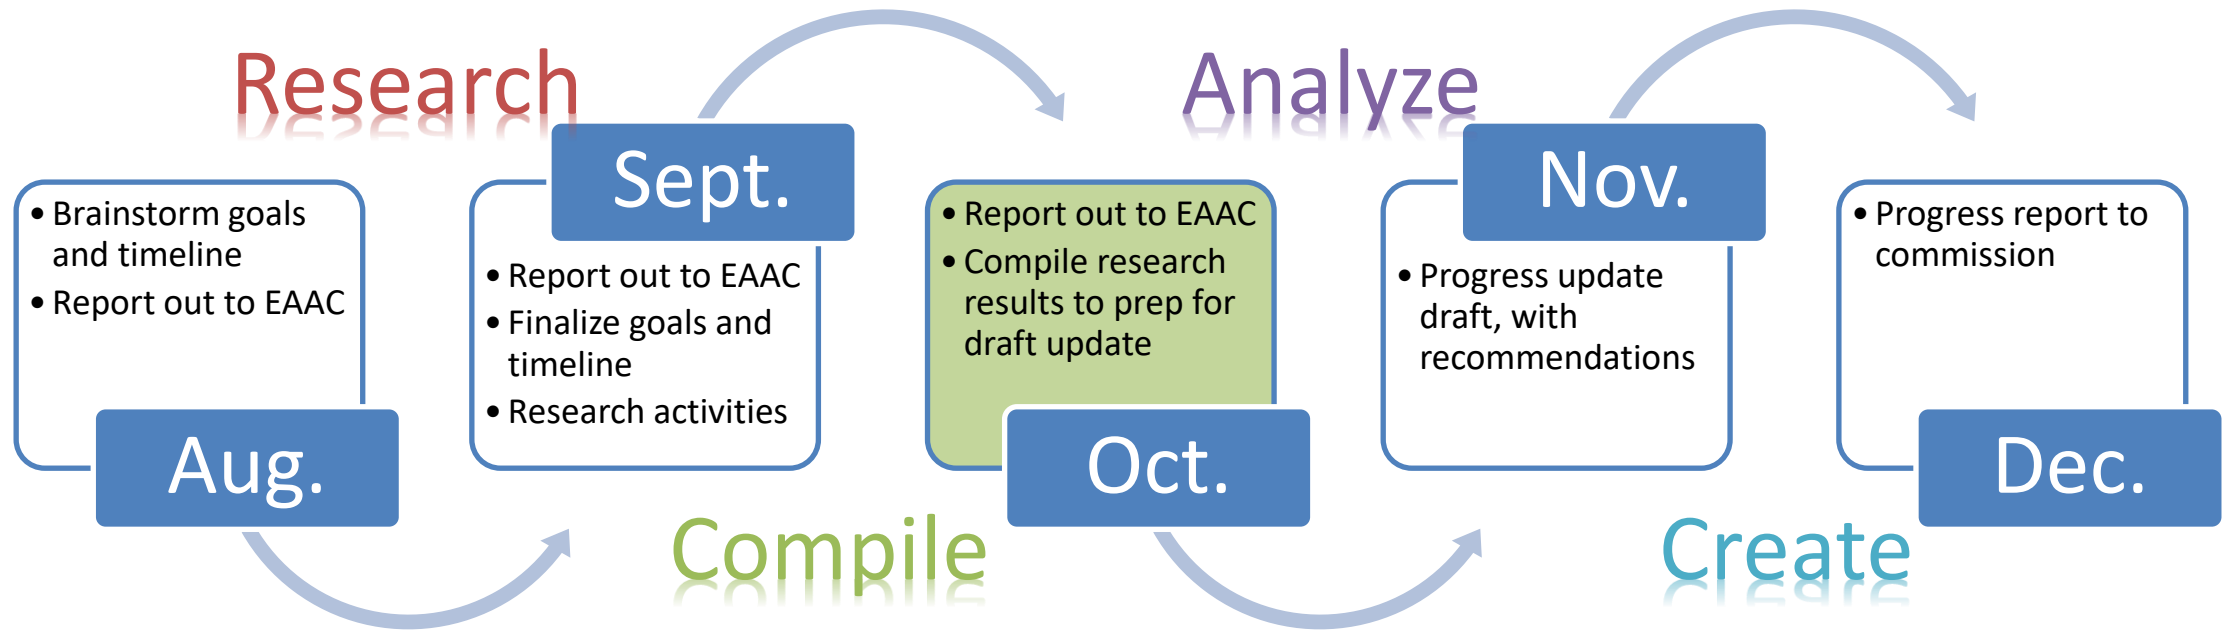 Research
Analyze
• Brainstorm goals
and timeline
• Report out to EAAC
Aug.
Sept.
• Report out to EAAC
• Finalize goals and
timeline
• Research activities
• Report out to EAAC
• Compile research
results to prep for
draft update
Oct.
Nov.
• Progress update
draft, with
recommendations
• Progress report to
commission
Dec.
Compile
Create